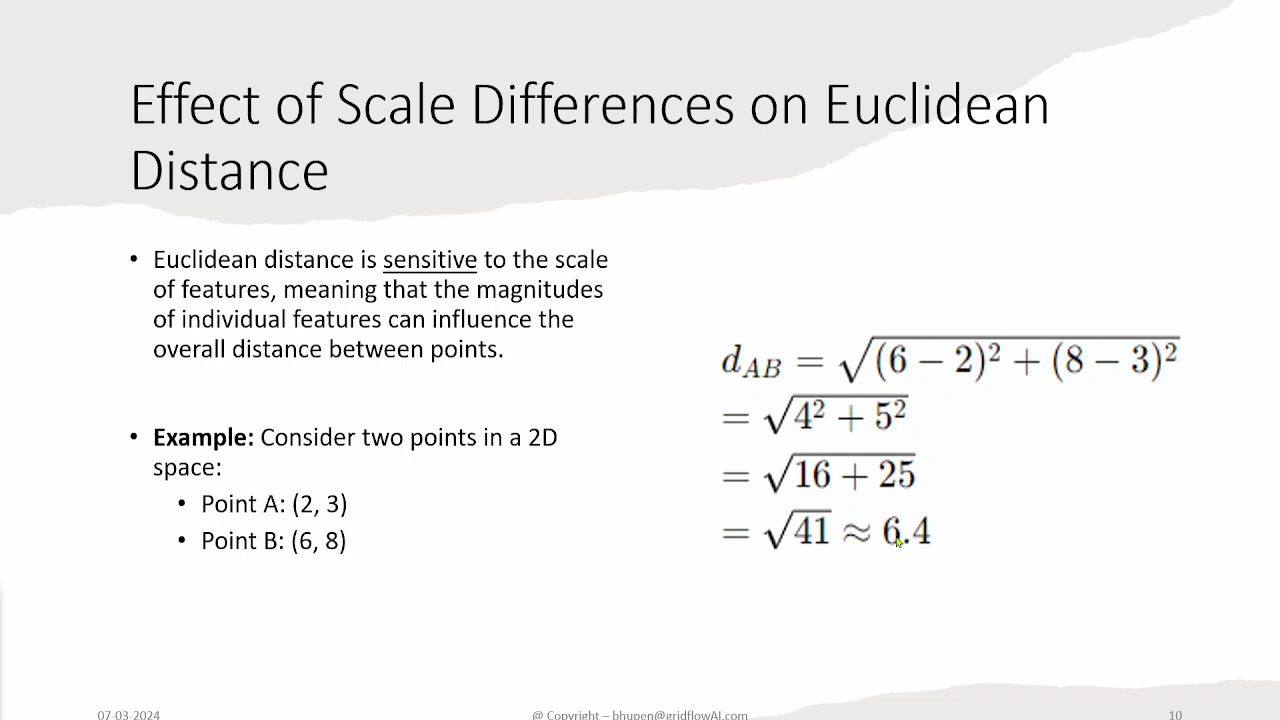 Effect of Scale Differences on Euclidean
Distance
• Euclidean distance is sensitive to the scale
of features, meaning that the magnitudes
of individual features can influence the
overall distance between points.
• Example: Consider two points in a 2D
space:
• Point A: (2, 3)
• Point B: (6, 8)
d_AB = √((6 − 2)² + (8 − 3)²)
= √(4² + 5²)
= √(16 + 25)
= √41 ≈ 6.4
07-03-2024
@ Copyright – bhupen@gridflowAI.com
10